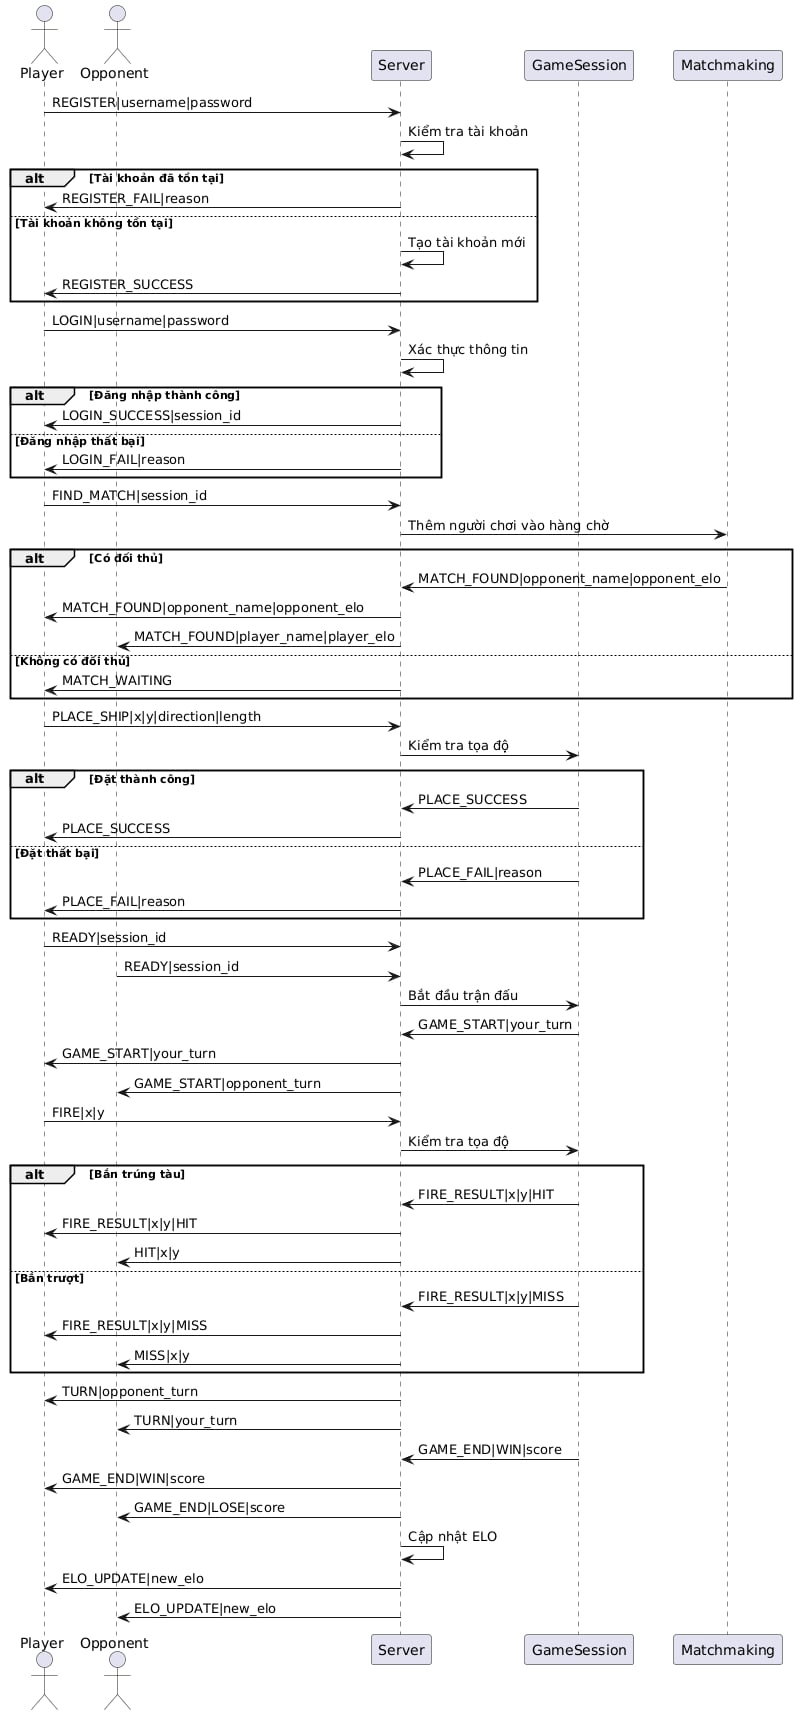 Player
Opponent
Server
GameSession
Matchmaking
REGISTER|username|password
Kiểm tra tài khoản
alt
[Tài khoản đã tồn tại]
REGISTER_FAIL|reason
[Tài khoản không tồn tại]
Tạo tài khoản mới
REGISTER_SUCCESS
LOGIN|username|password
Xác thực thông tin
alt
[Đăng nhập thành công]
LOGIN_SUCCESS|session_id
[Đăng nhập thất bại]
LOGIN_FAIL|reason
FIND_MATCH|session_id
Thêm người chơi vào hàng chờ
alt
[Có đối thủ]
MATCH_FOUND|opponent_name|opponent_elo
MATCH_FOUND|opponent_name|opponent_elo
MATCH_FOUND|player_name|player_elo
[Không có đối thủ]
MATCH_WAITING
PLACE_SHIP|x|y|direction|length
Kiểm tra tọa độ
alt
[Đặt thành công]
PLACE_SUCCESS
PLACE_SUCCESS
[Đặt thất bại]
PLACE_FAIL|reason
PLACE_FAIL|reason
READY|session_id
READY|session_id
Bắt đầu trận đấu
GAME_START|your_turn
GAME_START|your_turn
GAME_START|opponent_turn
FIRE|x|y
Kiểm tra tọa độ
alt
[Bắn trúng tàu]
FIRE_RESULT|x|y|HIT
FIRE_RESULT|x|y|HIT
HIT|x|y
[Bắn trượt]
FIRE_RESULT|x|y|MISS
FIRE_RESULT|x|y|MISS
MISS|x|y
TURN|opponent_turn
TURN|your_turn
GAME_END|WIN|score
GAME_END|WIN|score
GAME_END|LOSE|score
Cập nhật ELO
ELO_UPDATE|new_elo
ELO_UPDATE|new_elo
Player
Opponent
Server
GameSession
Matchmaking